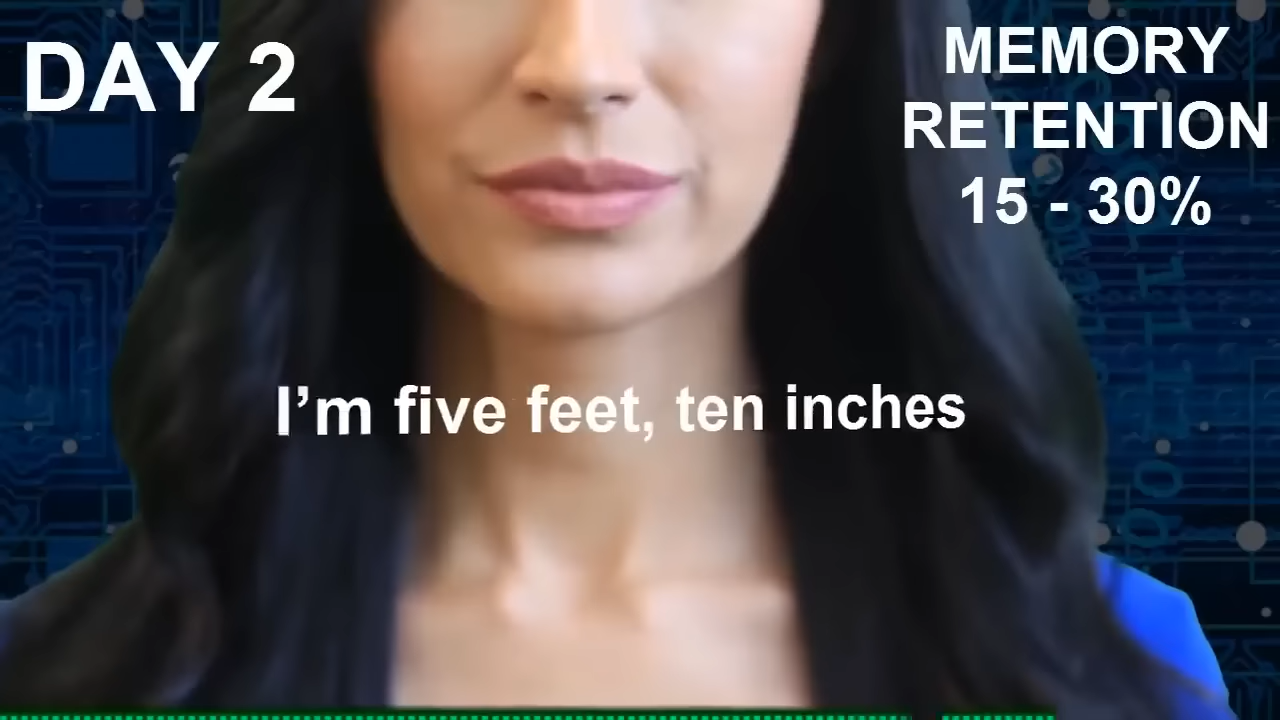 DAY 2
MEMORY
RETENTION
15 - 30%
I’m five feet, ten inches